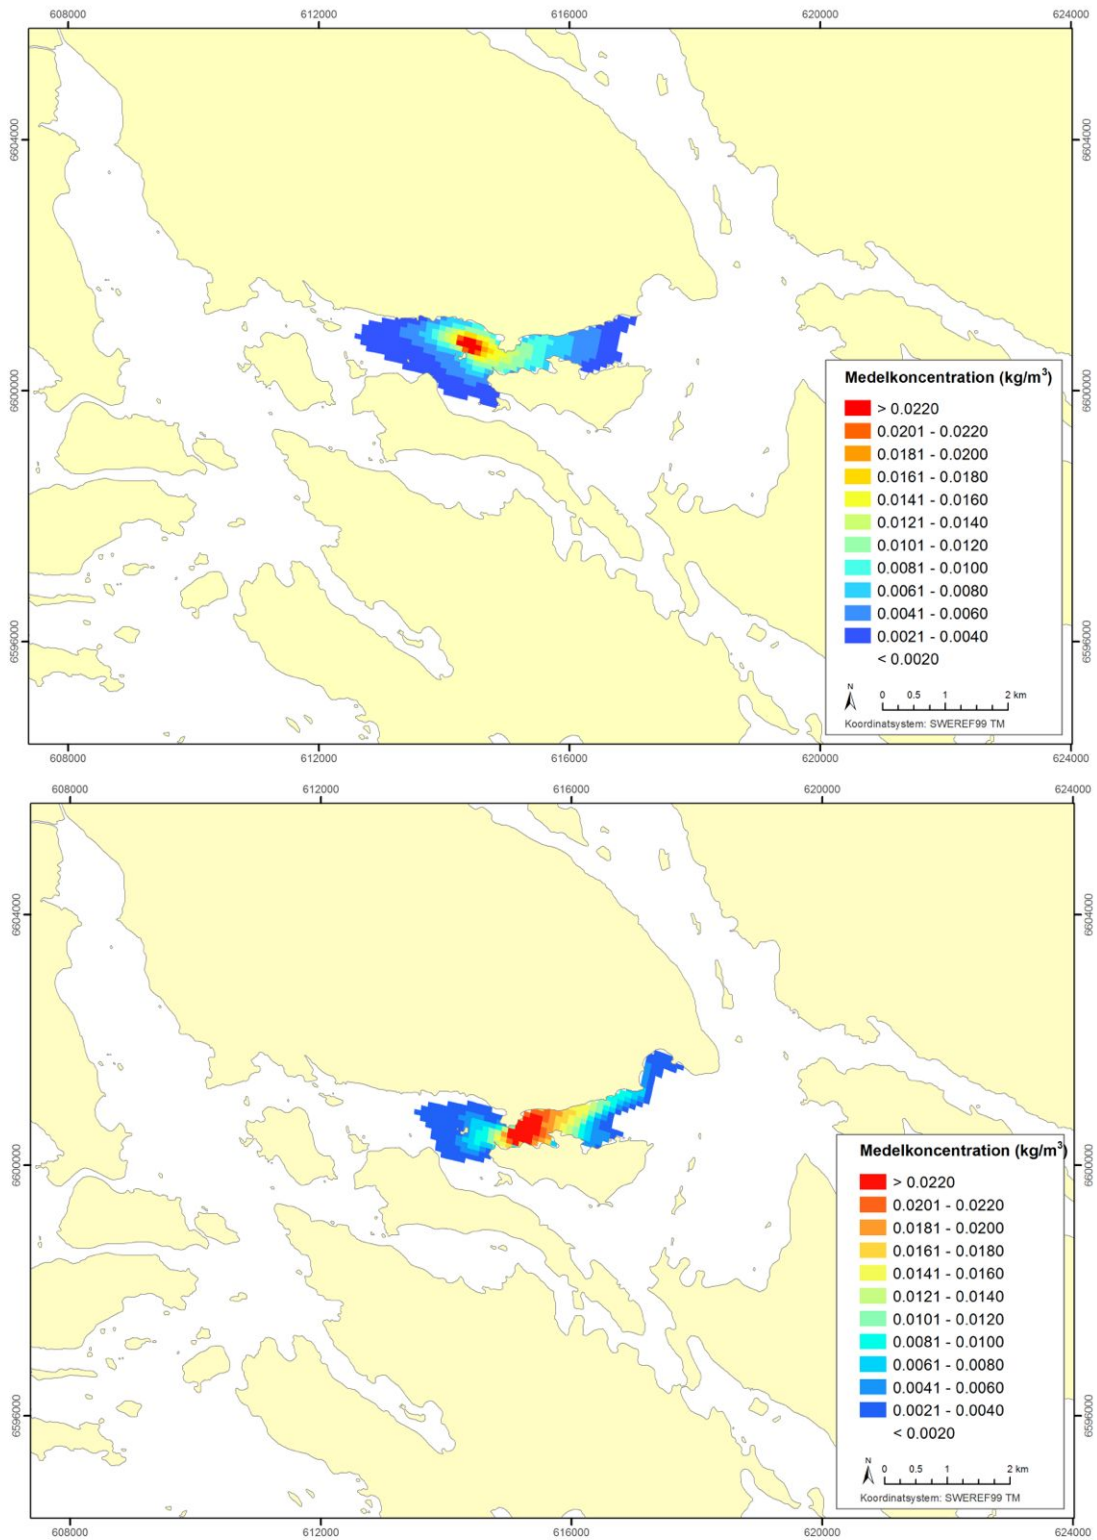 608000 612000 616000 620000 624000
6604000 6604000
6600000 6600000
Medelkoncentration (kg/m³)
> 0.0220
0.0201 - 0.0220
0.0181 - 0.0200
0.0161 - 0.0180
0.0141 - 0.0160
0.0121 - 0.0140
0.0101 - 0.0120
0.0081 - 0.0100
0.0061 - 0.0080
0.0041 - 0.0060
0.0021 - 0.0040
< 0.0020
6596000 6596000
N
0 0.5 1 2 km
Koordinatsystem: SWEREF99 TM
608000 612000 616000 620000 624000
608000 612000 616000 620000 624000
6604000 6604000
6600000 6600000
Medelkoncentration (kg/m³)
> 0.0220
0.0201 - 0.0220
0.0181 - 0.0200
0.0161 - 0.0180
0.0141 - 0.0160
0.0121 - 0.0140
0.0101 - 0.0120
0.0081 - 0.0100
0.0061 - 0.0080
0.0041 - 0.0060
0.0021 - 0.0040
< 0.0020
6596000 6596000
N
0 0.5 1 2 km
Koordinatsystem: SWEREF99 TM
608000 612000 616000 620000 624000